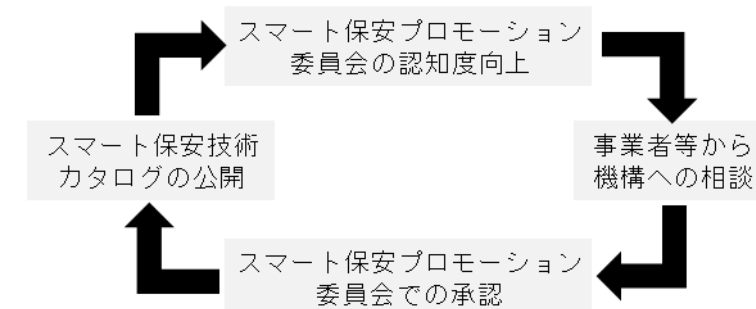 スマート保安プロモーション
委員会の認知度向上
スマート保安技術
カタログの公開
事業者等から
機構への相談
スマート保安プロモーション
委員会での承認